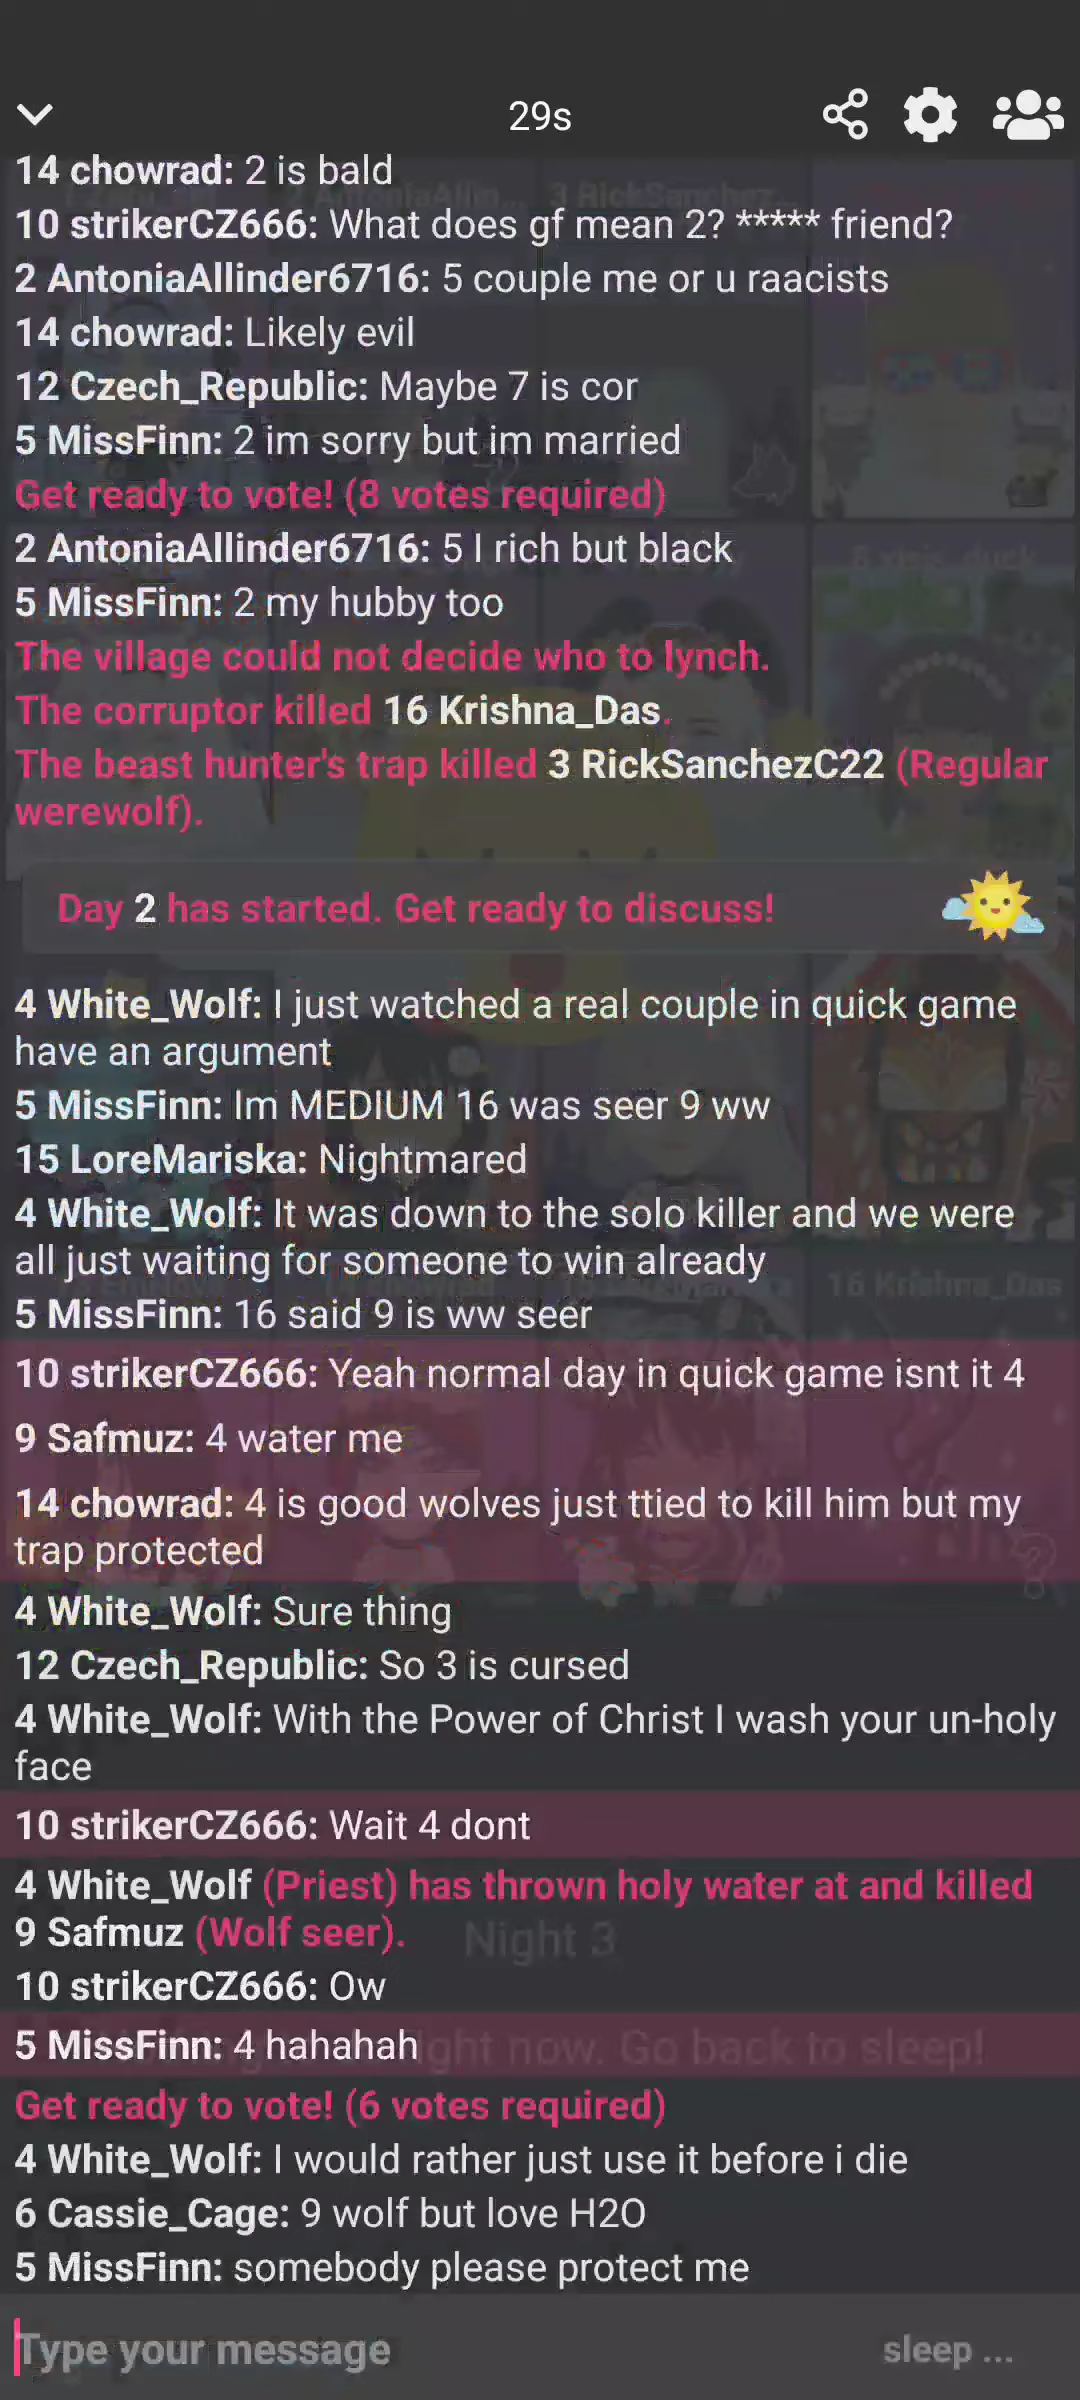 29s
14 chowrad: 2 is bald
10 strikerCZ666: What does gf mean 2? ***** friend?
2 AntoniaAllinder6716: 5 couple me or u raacists
14 chowrad: Likely evil
12 Czech_Republic: Maybe 7 is cor
5 MissFinn: 2 im sorry but im married
Get ready to vote! (8 votes required)
2 AntoniaAllinder6716: 5 I rich but black
5 MissFinn: 2 my hubby too
The village could not decide who to lynch.
The corruptor killed 16 Krishna_Das.
The beast hunter's trap killed 3 RickSanchezC22 (Regular
werewolf).
Day 2 has started. Get ready to discuss!
4 White_Wolf: I just watched a real couple in quick game
have an argument
5 MissFinn: Im MEDIUM 16 was seer 9 ww
15 LoreMariska: Nightmared
4 White_Wolf: It was down to the solo killer and we were
all just waiting for someone to win already
16 Krishna_Das
5 MissFinn: 16 said 9 is ww seer
10 strikerCZ666: Yeah normal day in quick game isnt it 4
9 Safmuz: 4 water me
14 chowrad: 4 is good wolves just ttied to kill him but my
trap protected
4 White_Wolf: Sure thing
12 Czech_Republic: So 3 is cursed
4 White_Wolf: With the Power of Christ I wash your un-holy
face
10 strikerCZ666: Wait 4 dont
4 White_Wolf (Priest) has thrown holy water at and killed
9 Safmuz (Wolf seer).
Night 3
10 strikerCZ666: Ow
5 MissFinn: 4 hahahah
right now. Go back to sleep!
Get ready to vote! (6 votes required)
4 White_Wolf: I would rather just use it before i die
6 Cassie_Cage: 9 wolf but love H2O
5 MissFinn: somebody please protect me
Type your message
sleep ...